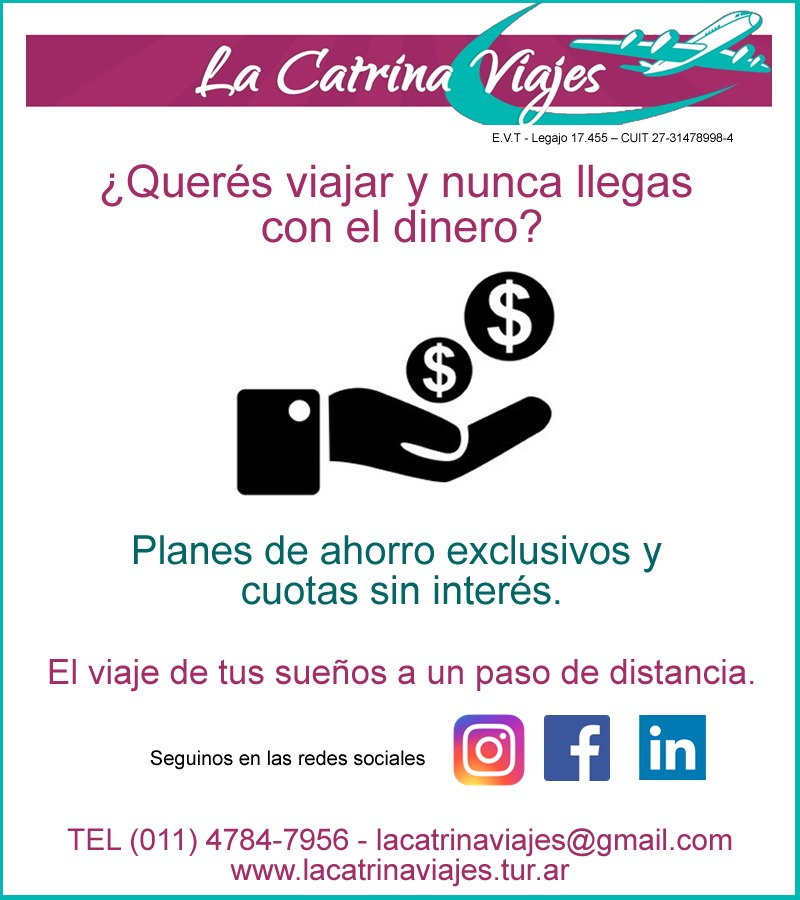 La Catrina Viajes
E.V.T - Legajo 17.455 – CUIT 27-31478998-4
¿Querés viajar y nunca llegas
con el dinero?
$
$
Planes de ahorro exclusivos y
cuotas sin interés.
El viaje de tus sueños a un paso de distancia.
Seguinos en las redes sociales
f
in
TEL (011) 4784-7956 - lacatrinaviajes@gmail.com
www.lacatrinaviajes.tur.ar